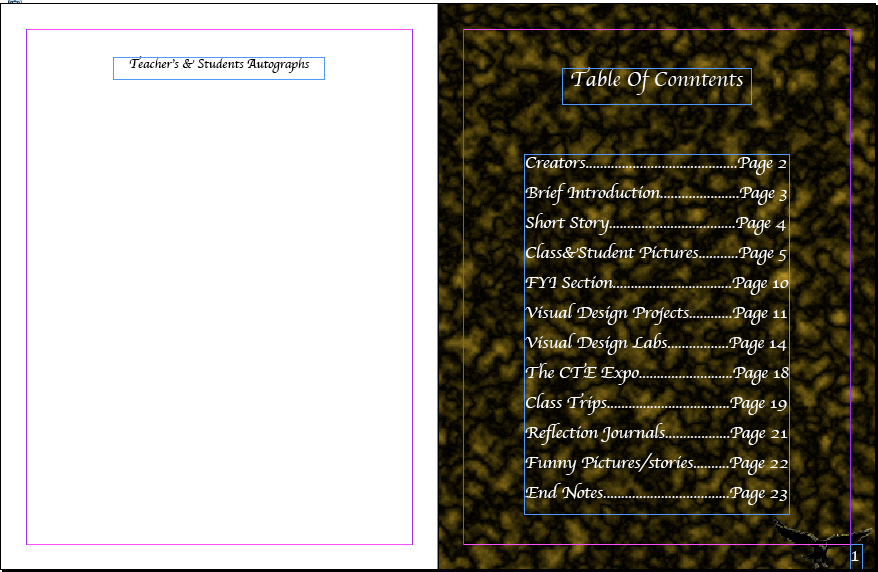 Teacher's & Students Autographs
Table Of Conntents
Creators......................................Page 2
Brief Introduction....................Page 3
Short Story................................Page 4
Class&Student Pictures..........Page 5
FYI Section..............................Page 10
Visual Design Projects...........Page 11
Visual Design Labs...............Page 14
The CTE Expo........................Page 18
Class Trips...............................Page 19
Reflection Journals................Page 21
Funny Pictures/stories.........Page 22
End Notes................................Page 23
1